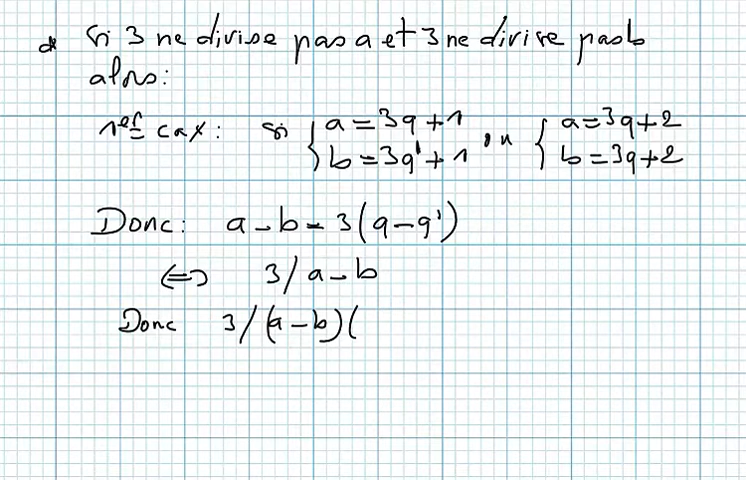 * Si 3 ne divise pas a et 3 ne divise pas b
alors:
1er cas: si { a = 3q + 1 ou { a = 3q + 2
b = 3q' + 1 b = 3q + 2
Donc: a - b = 3(q - q')
⟺ 3 / a - b
Donc 3 / (a - b)(